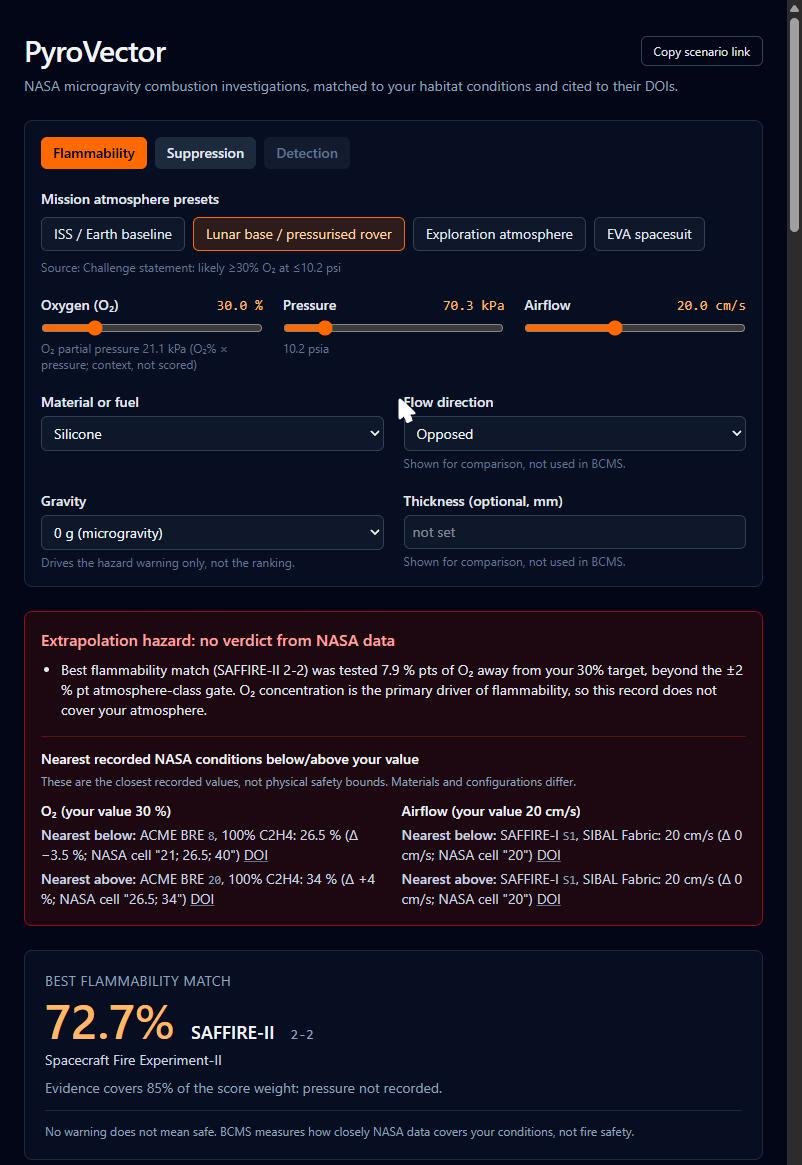 PyroVector
Copy scenario link
NASA microgravity combustion investigations, matched to your habitat conditions and cited to their DOIs.
Flammability
Suppression
Detection
Mission atmosphere presets
ISS / Earth baseline
Lunar base / pressurised rover
Exploration atmosphere
EVA spacesuit
Source: Challenge statement: likely ≥30% O₂ at ≤10.2 psi
Oxygen (O₂) 30.0 %
O₂ partial pressure 21.1 kPa (O₂% ×
pressure; context, not scored)
Pressure 70.3 kPa
10.2 psia
Airflow 20.0 cm/s
Material or fuel
Silicone
Flow direction
Opposed
Shown for comparison, not used in BCMS.
Gravity
0 g (microgravity)
Drives the hazard warning only, not the ranking.
Thickness (optional, mm)
not set
Shown for comparison, not used in BCMS.
Extrapolation hazard: no verdict from NASA data
• Best flammability match (SAFFIRE-II 2-2) was tested 7.9 % pts of O₂ away from your 30% target, beyond the ±2
% pt atmosphere-class gate. O₂ concentration is the primary driver of flammability, so this record does not
cover your atmosphere.
Nearest recorded NASA conditions below/above your value
These are the closest recorded values, not physical safety bounds. Materials and configurations differ.
O₂ (your value 30 %)
Nearest below: ACME BRE 8, 100% C2H4: 26.5 % (Δ
−3.5 %; NASA cell "21; 26.5; 40") DOI
Nearest above: ACME BRE 20, 100% C2H4: 34 % (Δ +4
%; NASA cell "26.5; 34") DOI
Airflow (your value 20 cm/s)
Nearest below: SAFFIRE-I S1, SIBAL Fabric: 20 cm/s (Δ 0
cm/s; NASA cell "20") DOI
Nearest above: SAFFIRE-I S1, SIBAL Fabric: 20 cm/s (Δ 0
cm/s; NASA cell "20") DOI
BEST FLAMMABILITY MATCH
72.7% SAFFIRE-II 2-2
Spacecraft Fire Experiment-II
Evidence covers 85% of the score weight: pressure not recorded.
No warning does not mean safe. BCMS measures how closely NASA data covers your conditions, not fire safety.